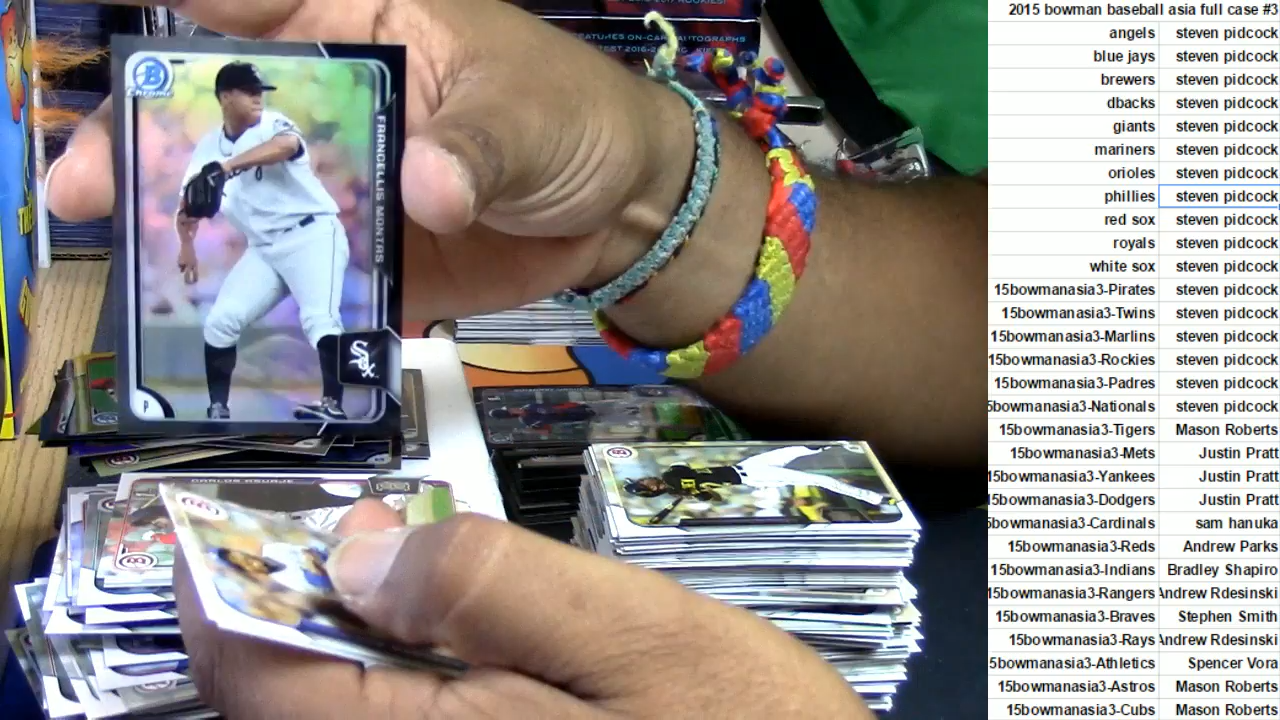 FEATURES ON-CARD AUTOGRAPHS
B
Chrome
FRANCELLIS MONTAS
Sox
P
CARLOS ASUAJE
2015 bowman baseball asia full case #3
angels steven pidcock
blue jays steven pidcock
brewers steven pidcock
dbacks steven pidcock
giants steven pidcock
mariners steven pidcock
orioles steven pidcock
phillies steven pidcock
red sox steven pidcock
royals steven pidcock
white sox steven pidcock
15bowmanasia3-Pirates steven pidcock
15bowmanasia3-Twins steven pidcock
15bowmanasia3-Marlins steven pidcock
15bowmanasia3-Rockies steven pidcock
15bowmanasia3-Padres steven pidcock
5bowmanasia3-Nationals steven pidcock
15bowmanasia3-Tigers Mason Roberts
15bowmanasia3-Mets Justin Pratt
15bowmanasia3-Yankees Justin Pratt
15bowmanasia3-Dodgers Justin Pratt
5bowmanasia3-Cardinals sam hanuka
15bowmanasia3-Reds Andrew Parks
15bowmanasia3-Indians Bradley Shapiro
15bowmanasia3-Rangers Andrew Rdesinski
15bowmanasia3-Braves Stephen Smith
15bowmanasia3-Rays Andrew Rdesinski
5bowmanasia3-Athletics Spencer Vora
15bowmanasia3-Astros Mason Roberts
15bowmanasia3-Cubs Mason Roberts